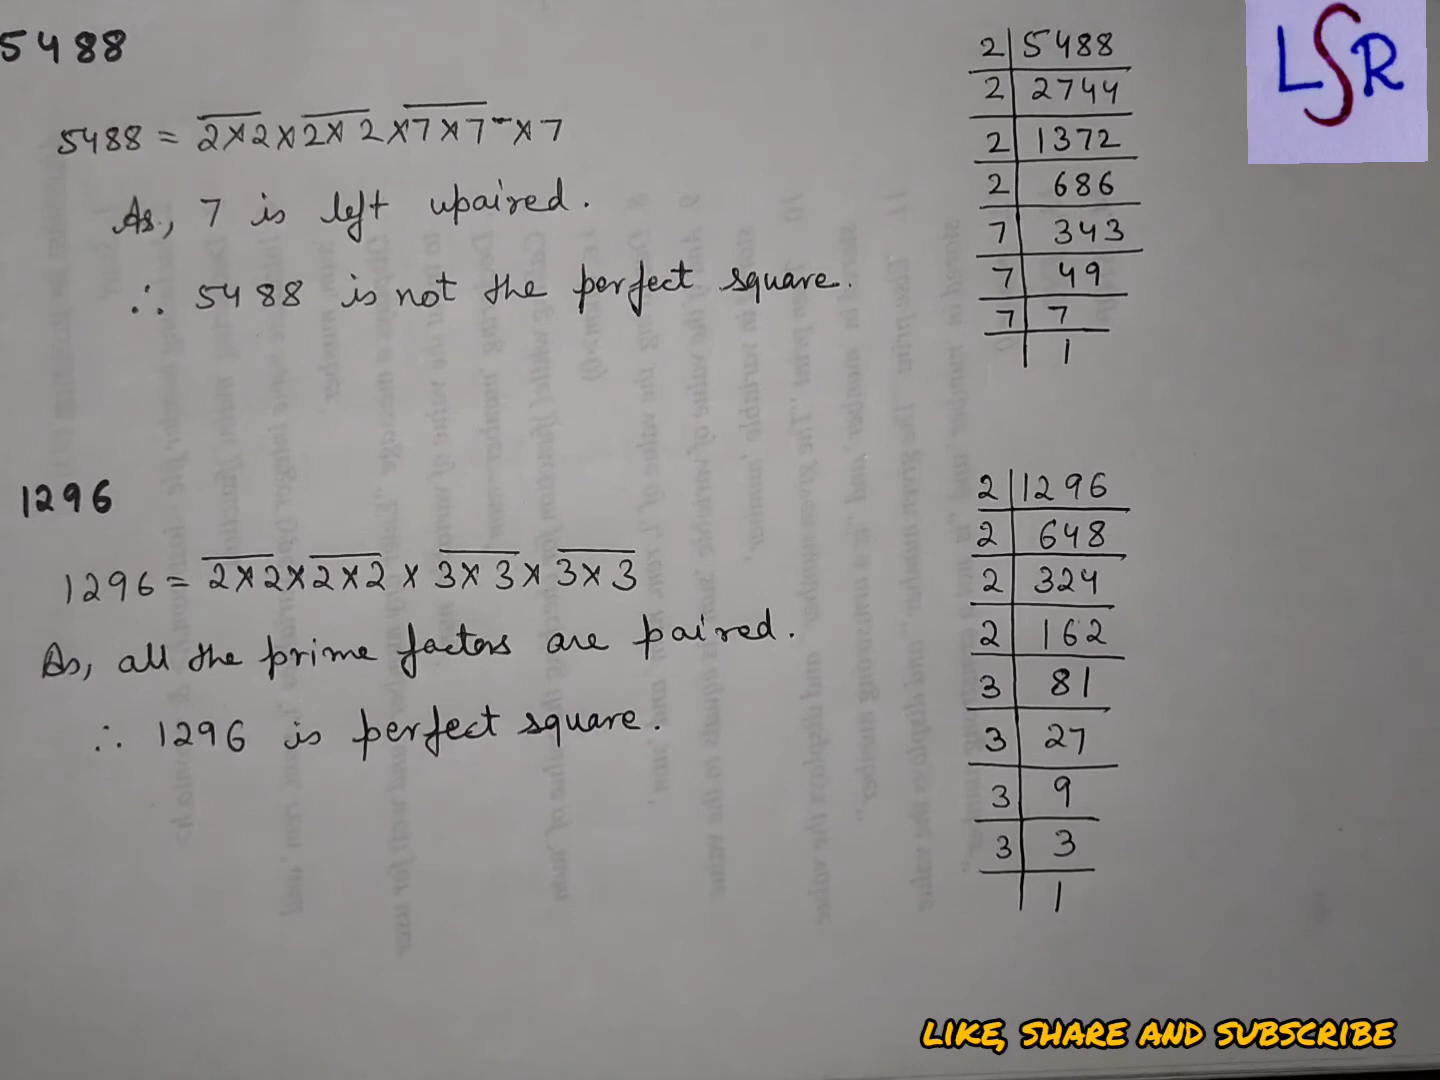 5488
5488 = 2×2×2×2×7×7×7
As, 7 is left upaired.
∴ 5488 is not the perfect square.
2 5488
2 2744
2 1372
2 686
7 343
7 49
7 7
1
LSR
1296
1296 = 2×2×2×2×3×3×3×3
As, all the prime factors are paired.
∴ 1296 is perfect square.
2 1296
2 648
2 324
2 162
3 81
3 27
3 9
3 3
1
LIKE, SHARE AND SUBSCRIBE